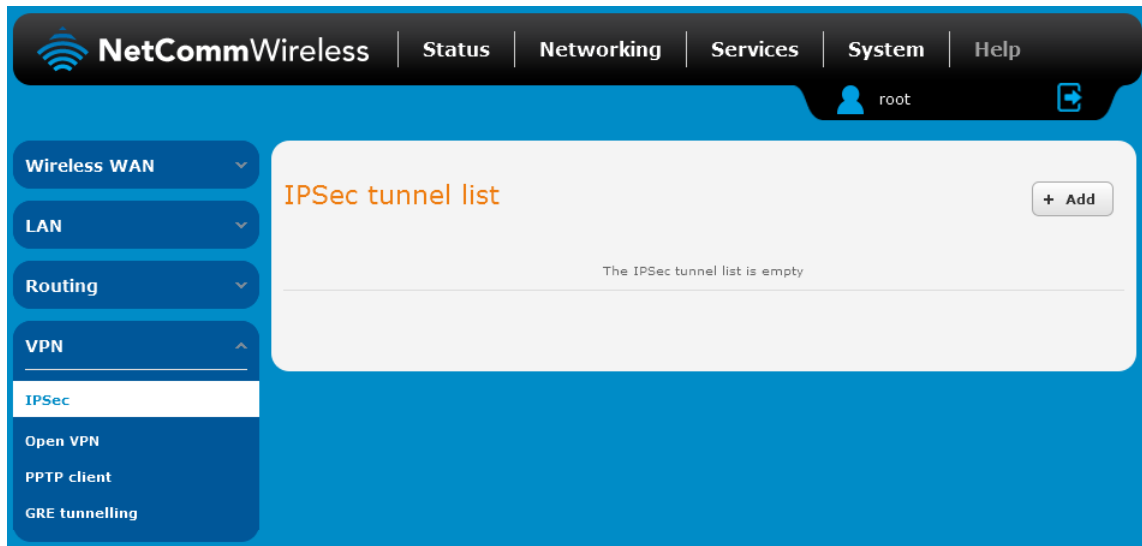 NetCommWireless Status Networking Services System Help
root
Wireless WAN
LAN
Routing
VPN
IPSec
Open VPN
PPTP client
GRE tunnelling
IPSec tunnel list
+ Add
The IPSec tunnel list is empty